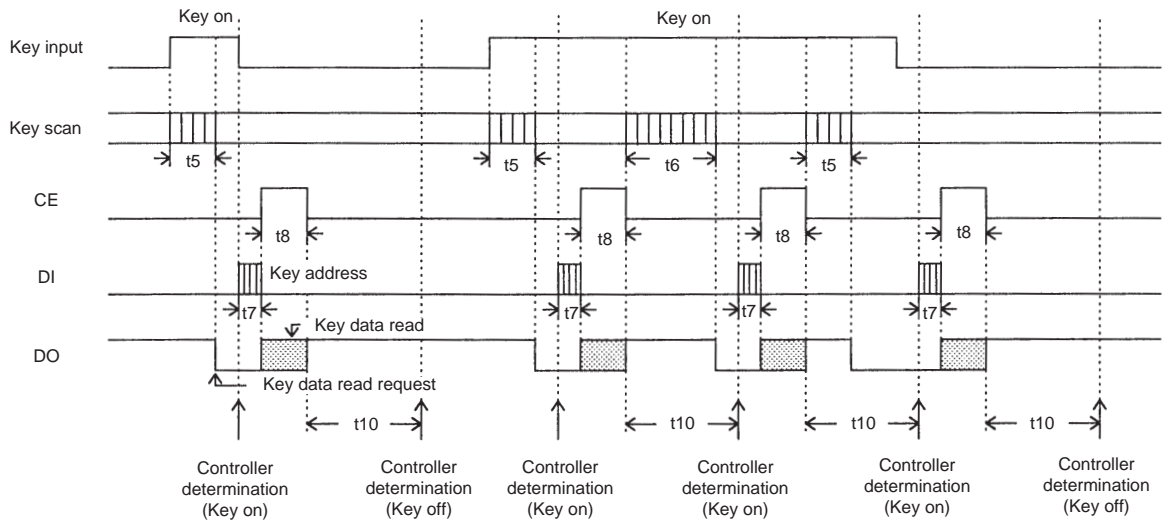 Key on
Key on
Key input
Key scan
t5
t5
t6
t5
CE
t8
t8
t8
t8
DI
Key address
t7
t7
t7
t7
Key data read
DO
Key data read request
t10
t10
t10
t10
Controller
determination
(Key on)
Controller
determination
(Key off)
Controller
determination
(Key on)
Controller
determination
(Key on)
Controller
determination
(Key on)
Controller
determination
(Key off)